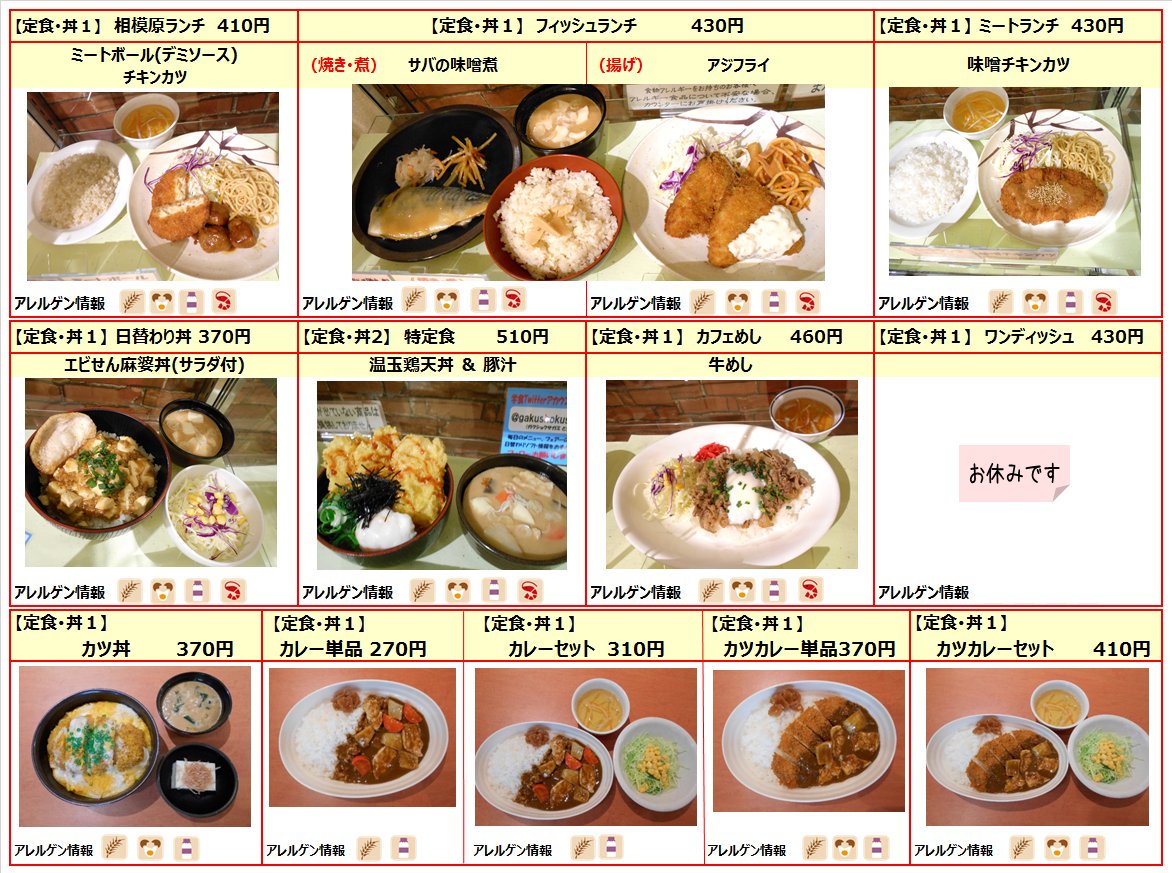 【定食・丼1】 相模原ランチ 410円
ミートボール(デミソース)
チキンカツ
アレルゲン情報
【定食・丼1】 フィッシュランチ 430円
(焼き・煮) サバの味噌煮
(揚げ) アジフライ
食物アレルギーをお持ちのお客様へ
アレルギー食品についてご不安な場合、
カウンターにお声掛けください。
アレルゲン情報
アレルゲン情報
【定食・丼1】 ミートランチ 430円
味噌チキンカツ
アレルゲン情報
【定食・丼1】 日替わり丼 370円
エビせん麻婆丼(サラダ付)
アレルゲン情報
【定食・丼2】 特定食 510円
温玉鶏天丼 & 豚汁
学食Twitterアカウン
@gakushokus
アレルゲン情報
【定食・丼1】 カフェめし 460円
牛めし
アレルゲン情報
【定食・丼1】 ワンディッシュ 430円
お休みです
アレルゲン情報
【定食・丼1】
カツ丼 370円
アレルゲン情報
【定食・丼1】
カレー単品 270円
アレルゲン情報
【定食・丼1】
カレーセット 310円
アレルゲン情報
【定食・丼1】
カツカレー単品370円
アレルゲン情報
【定食・丼1】
カツカレーセット 410円
アレルゲン情報